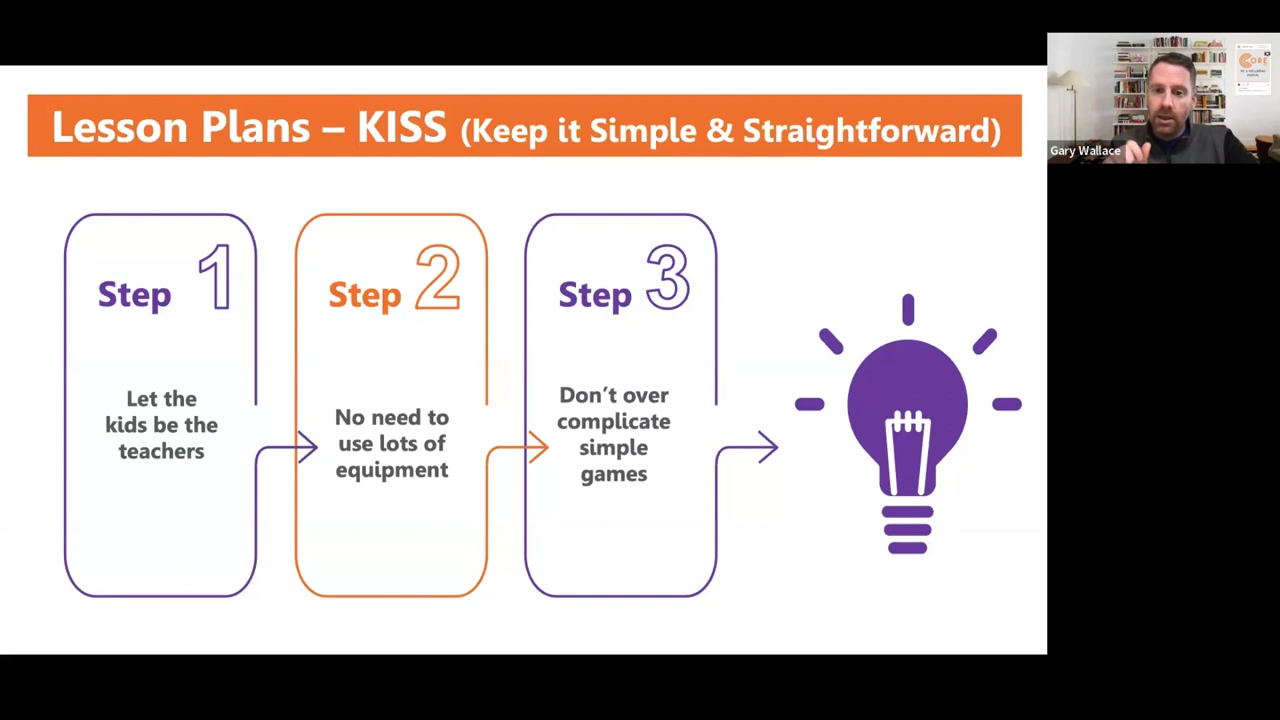 Lesson Plans – KISS (Keep it Simple & Straightforward)
Step 1
Let the
kids be the
teachers
Step 2
No need to
use lots of
equipment
Step 3
Don't over
complicate
simple
games
Gary Wallace
CORE